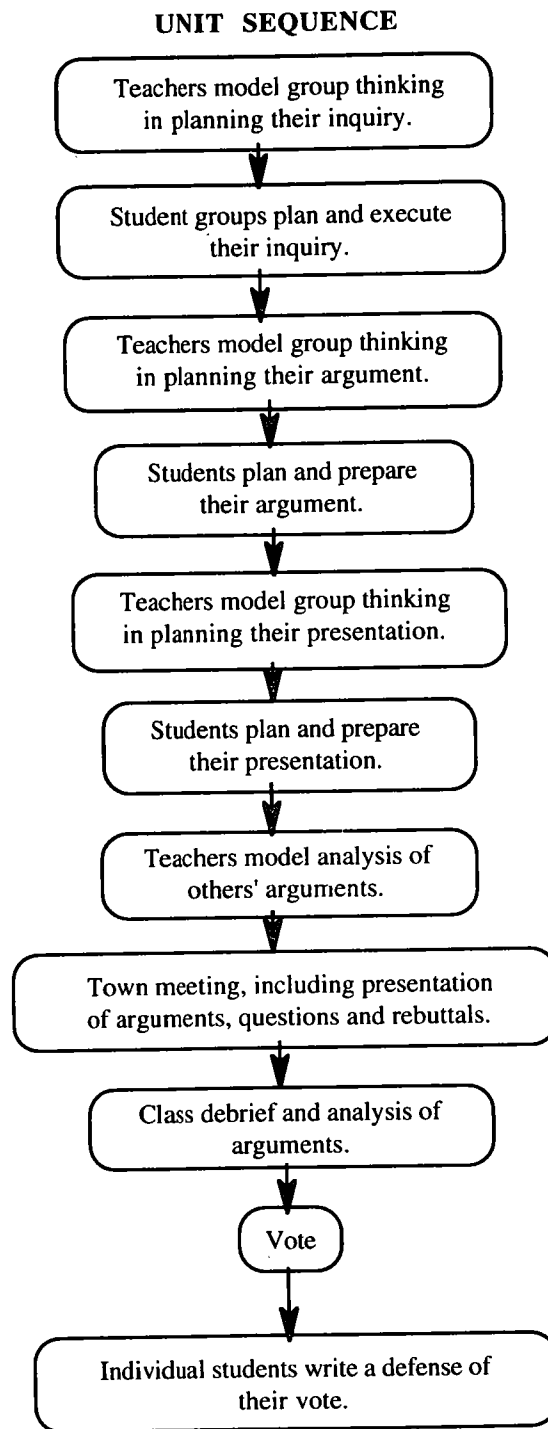 UNIT SEQUENCE
Teachers model group thinking
in planning their inquiry.
Student groups plan and execute
their inquiry.
Teachers model group thinking
in planning their argument.
Students plan and prepare
their argument.
Teachers model group thinking
in planning their presentation.
Students plan and prepare
their presentation.
Teachers model analysis of
others' arguments.
Town meeting, including presentation
of arguments, questions and rebuttals.
Class debrief and analysis of
arguments.
Vote
Individual students write a defense of
their vote.